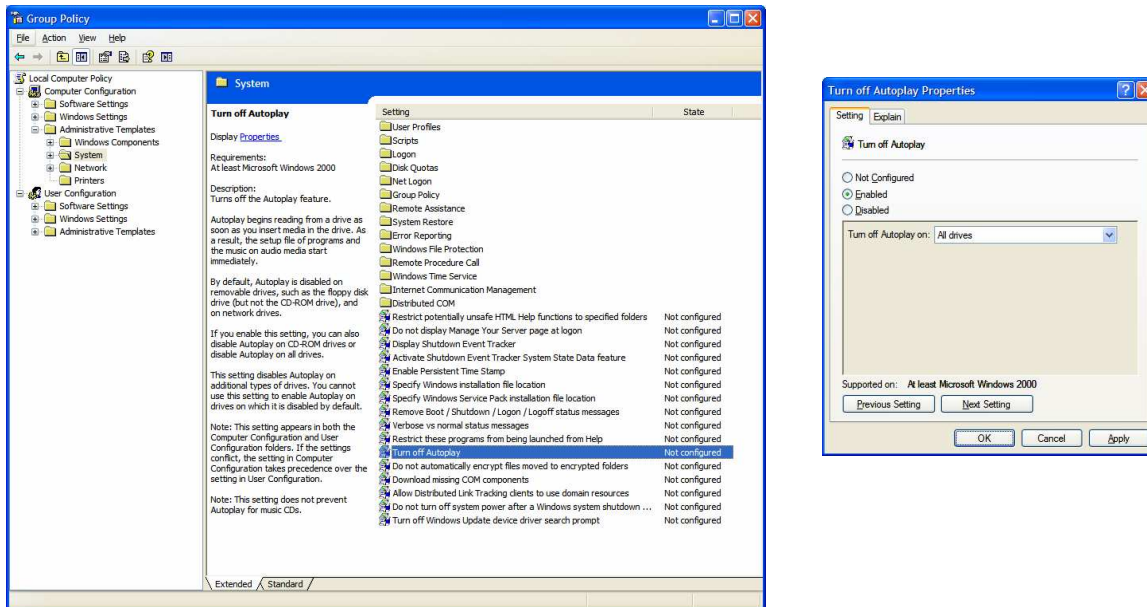 Group Policy
File Action View Help
Local Computer Policy
Computer Configuration
Software Settings
Windows Settings
Administrative Templates
Windows Components
System
Network
Printers
User Configuration
Software Settings
Windows Settings
Administrative Templates
System
Turn off Autoplay
Display Properties
Requirements:
At least Microsoft Windows 2000
Description:
Turns off the Autoplay feature.
Autoplay begins reading from a drive as
soon as you insert media in the drive. As
a result, the setup file of programs and
the music on audio media start
immediately.
By default, Autoplay is disabled on
removable drives, such as the floppy disk
drive (but not the CD-ROM drive), and
on network drives.
If you enable this setting, you can also
disable Autoplay on CD-ROM drives or
disable Autoplay on all drives.
This setting disables Autoplay on
additional types of drives. You cannot
use this setting to enable Autoplay on
drives on which it is disabled by default.
Note: This setting appears in both the
Computer Configuration and User
Configuration folders. If the settings
conflict, the setting in Computer
Configuration takes precedence over the
setting in User Configuration.
Note: This setting does not prevent
Autoplay for music CDs.
Setting State
User Profiles
Scripts
Logon
Disk Quotas
Net Logon
Group Policy
Remote Assistance
System Restore
Error Reporting
Windows File Protection
Remote Procedure Call
Windows Time Service
Internet Communication Management
Distributed COM
Restrict potentially unsafe HTML Help functions to specified folders Not configured
Do not display Manage Your Server page at logon Not configured
Display Shutdown Event Tracker Not configured
Activate Shutdown Event Tracker System State Data feature Not configured
Enable Persistent Time Stamp Not configured
Specify Windows installation file location Not configured
Specify Windows Service Pack installation file location Not configured
Remove Boot / Shutdown / Logon / Logoff status messages Not configured
Verbose vs normal status messages Not configured
Restrict these programs from being launched from Help Not configured
Turn off Autoplay Not configured
Do not automatically encrypt files moved to encrypted folders Not configured
Download missing COM components Not configured
Allow Distributed Link Tracking clients to use domain resources Not configured
Do not turn off system power after a Windows system shutdown ... Not configured
Turn off Windows Update device driver search prompt Not configured
Extended Standard
Turn off Autoplay Properties
Setting Explain
Turn off Autoplay
Not Configured
Enabled
Disabled
Turn off Autoplay on: All drives
Supported on: At least Microsoft Windows 2000
Previous Setting Next Setting
OK Cancel Apply